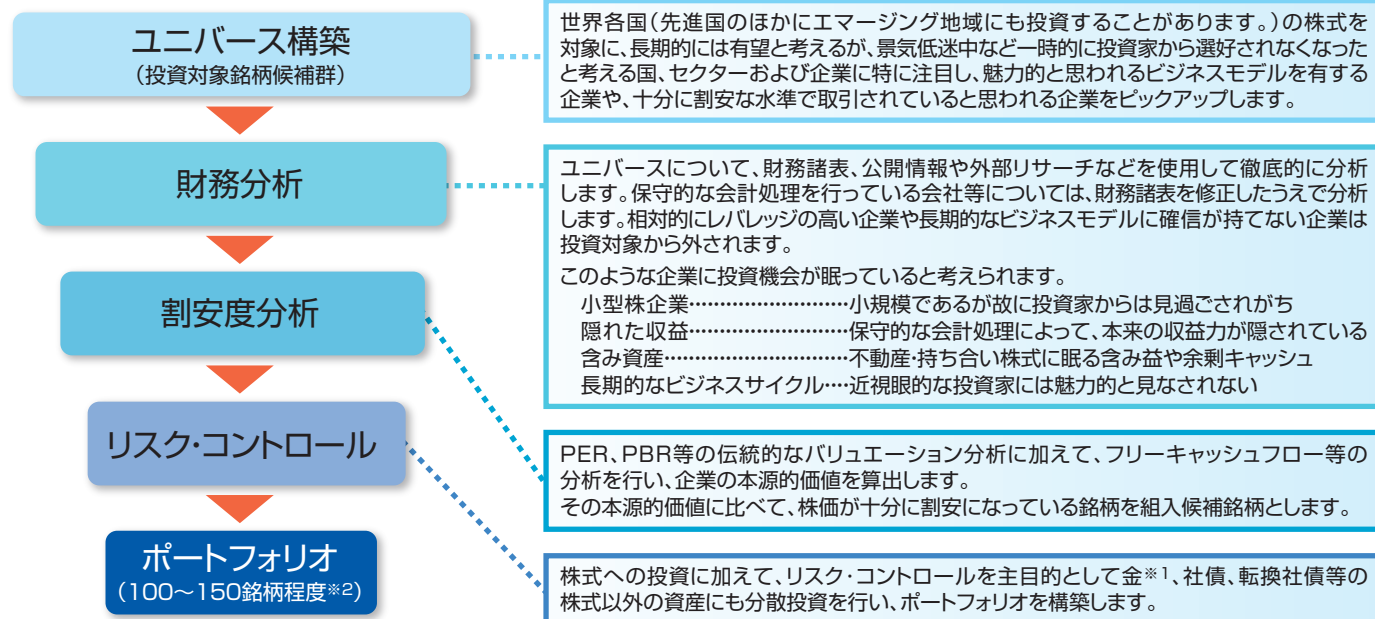 ユニバース構築
（投資対象銘柄候補群）
世界各国（先進国のほかにエマージング地域にも投資することがあります。）の株式を
対象に、長期的には有望と考えるが、景気低迷中など一時的に投資家から選好されなくなった
と考える国、セクターおよび企業に特に注目し、魅力的と思われるビジネスモデルを有する
企業や、十分に割安な水準で取引されていると思われる企業をピックアップします。
財務分析
ユニバースについて、財務諸表、公開情報や外部リサーチなどを使用して徹底的に分析
します。保守的な会計処理を行っている会社等については、財務諸表を修正したうえで分析
します。相対的にレバレッジの高い企業や長期的なビジネスモデルに確信が持てない企業は
投資対象から外されます。
このような企業に投資機会が眠っていると考えられます。
小型株企業………………………小規模であるが故に投資家からは見過ごされがち
隠れた収益………………………保守的な会計処理によって、本来の収益力が隠されている
含み資産…………………………不動産・持ち合い株式に眠る含み益や余剰キャッシュ
長期的なビジネスサイクル‥‥近視眼的な投資家には魅力的と見なされない
割安度分析
PER、PBR等の伝統的なバリュエーション分析に加えて、フリーキャッシュフロー等の
分析を行い、企業の本源的価値を算出します。
その本源的価値に比べて、株価が十分に割安になっている銘柄を組入候補銘柄とします。
リスク・コントロール
株式への投資に加えて、リスク・コントロールを主目的として金※1、社債、転換社債等の
株式以外の資産にも分散投資を行い、ポートフォリオを構築します。
ポートフォリオ
（100～150銘柄程度※2）